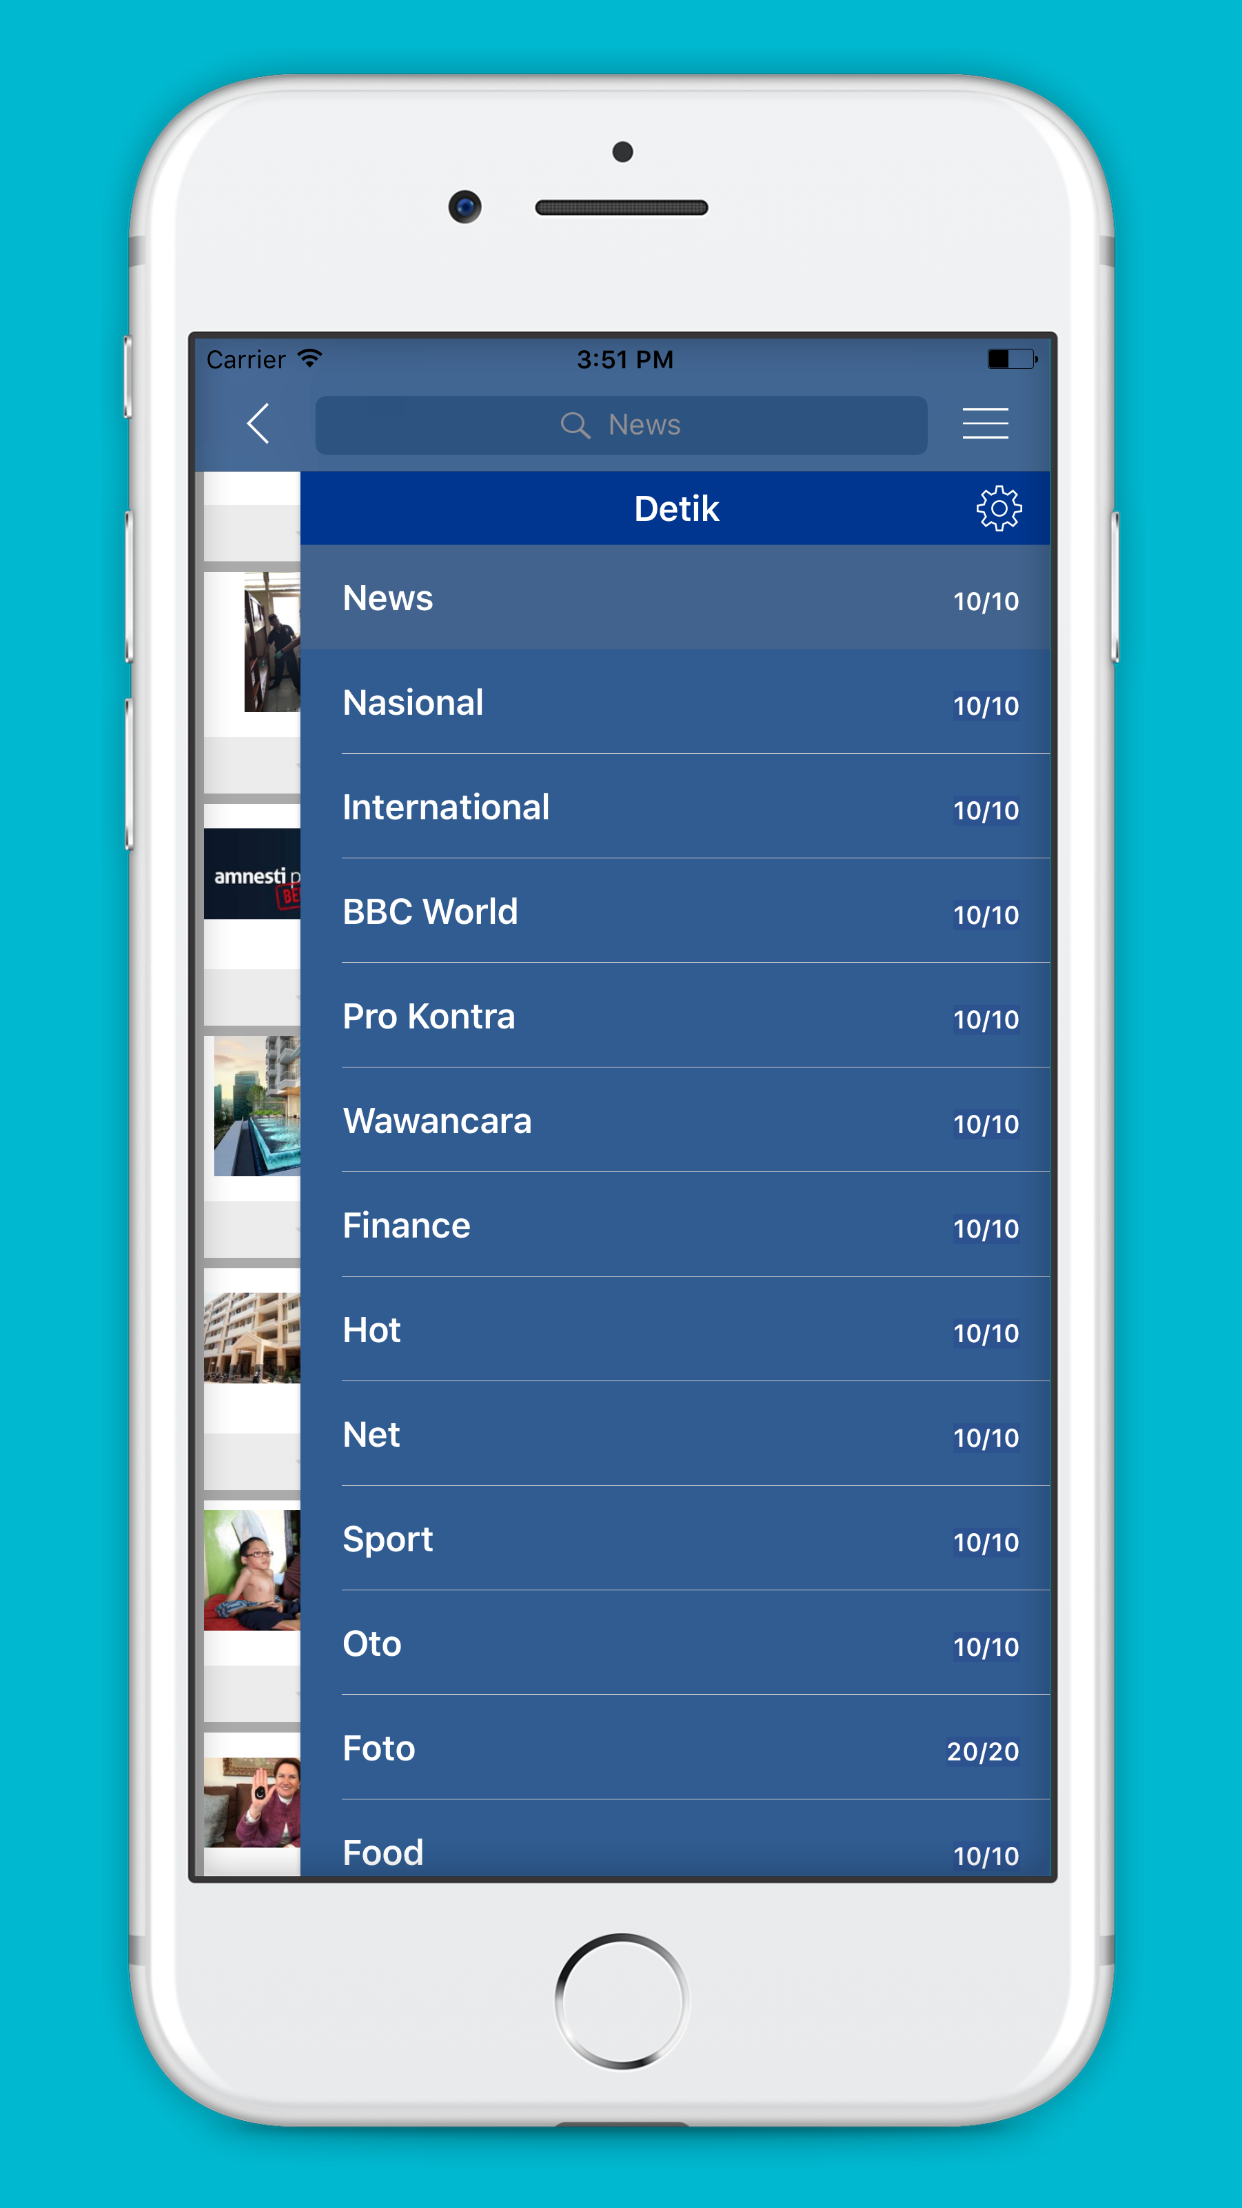 Carrier 3:51 PM
News
Detik
News 10/10
Nasional 10/10
International 10/10
BBC World 10/10
amnesti p
BE
Pro Kontra 10/10
Wawancara 10/10
Finance 10/10
Hot 10/10
Net 10/10
Sport 10/10
Oto 10/10
Foto 20/20
Food 10/10